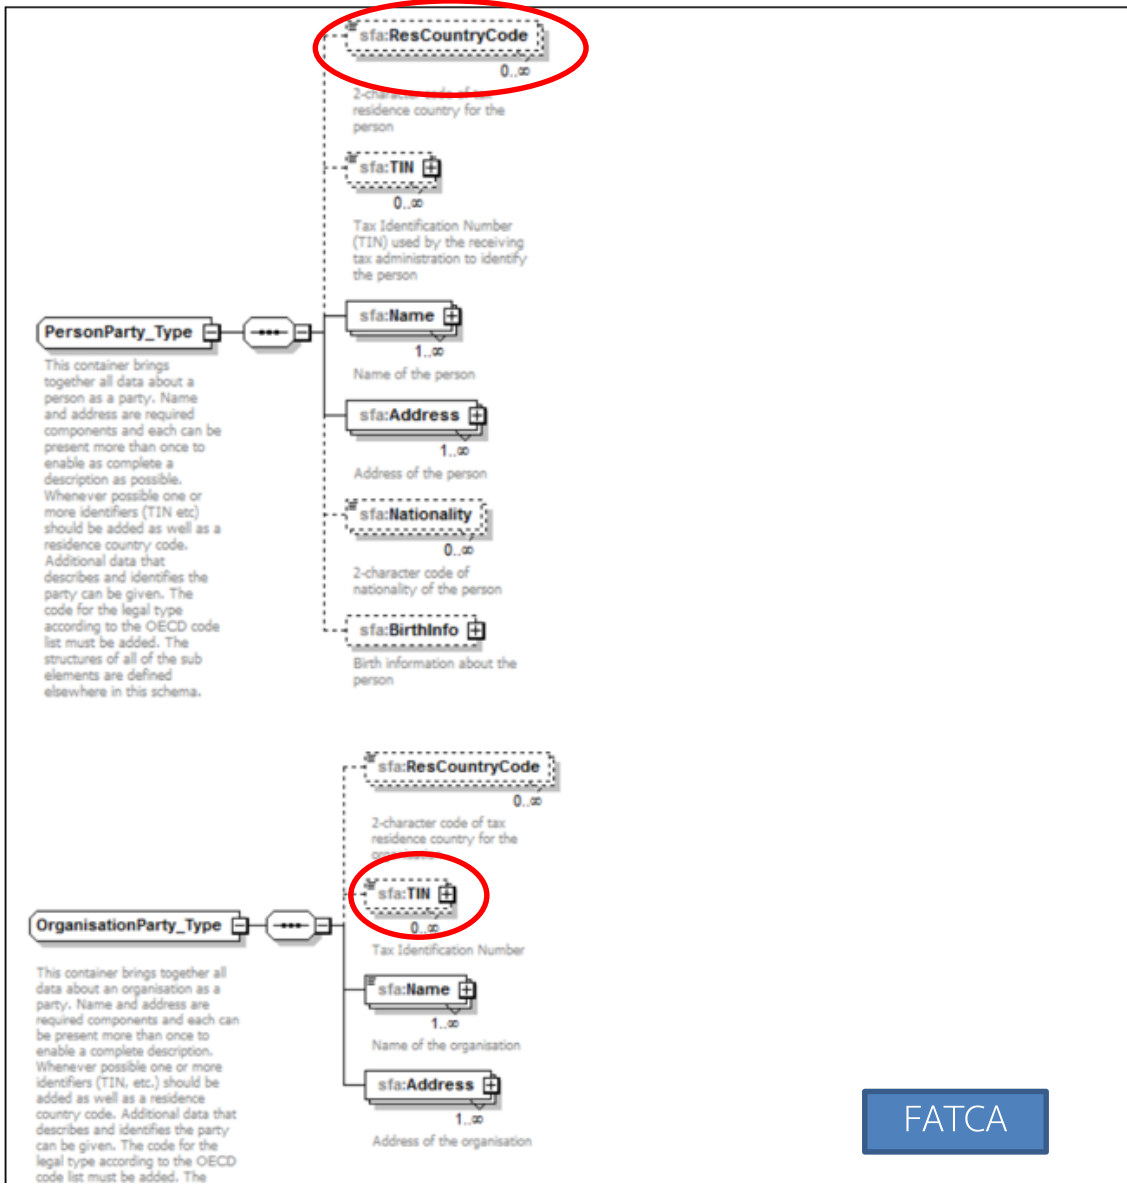 sfa:ResCountryCode
0..∞
2-character code of tax
residence country for the
person
sfa:TIN
0..∞
Tax Identification Number
(TIN) used by the receiving
tax administration to identify
the person
sfa:Name
1..∞
Name of the person
sfa:Address
1..∞
Address of the person
sfa:Nationality
0..∞
2-character code of
nationality of the person
sfa:BirthInfo
Birth information about the
person
PersonParty_Type
This container brings
together all data about a
person as a party. Name
and address are required
components and each can be
present more than once to
enable as complete a
description as possible.
Whenever possible one or
more identifiers (TIN etc)
should be added as well as a
residence country code.
Additional data that
describes and identifies the
party can be given. The
code for the legal type
according to the OECD code
list must be added. The
structures of all of the sub
elements are defined
elsewhere in this schema.
sfa:ResCountryCode
0..∞
2-character code of tax
residence country for the
organisation
sfa:TIN
0..∞
Tax Identification Number
sfa:Name
1..∞
Name of the organisation
sfa:Address
1..∞
Address of the organisation
OrganisationParty_Type
This container brings together all
data about an organisation as a
party. Name and address are
required components and each can
be present more than once to
enable a complete description.
Whenever possible one or more
identifiers (TIN, etc.) should be
added as well as a residence
country code. Additional data that
describes and identifies the party
can be given. The code for the
legal type according to the OECD
code list must be added. The
FATCA